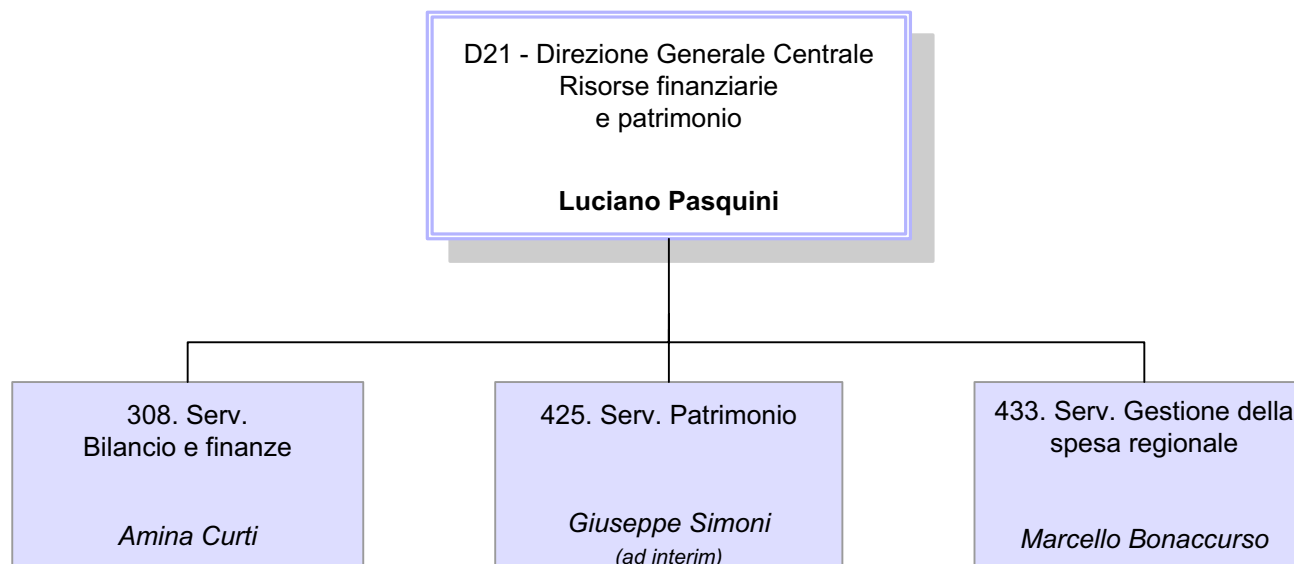 D21 - Direzione Generale Centrale
Risorse finanziarie
e patrimonio
Luciano Pasquini
308. Serv.
Bilancio e finanze
Amina Curti
425. Serv. Patrimonio
Giuseppe Simoni
(ad interim)
433. Serv. Gestione della
spesa regionale
Marcello Bonaccurso